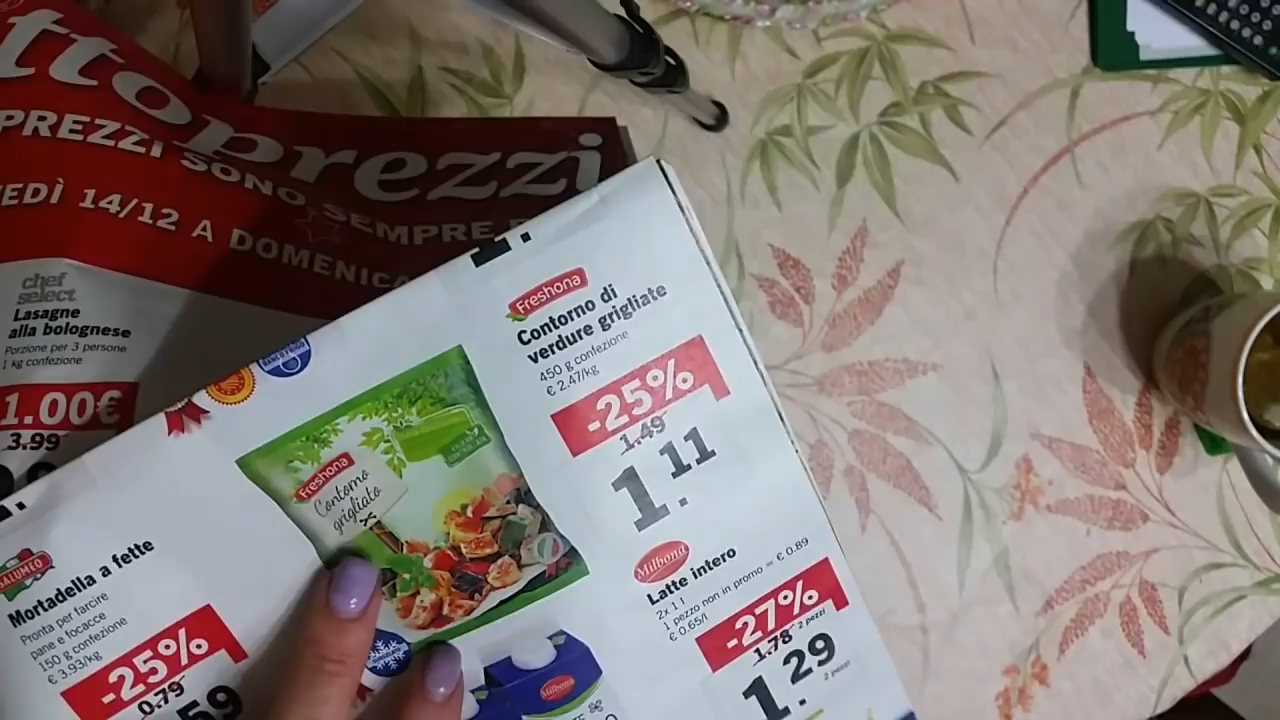 ttoprezzi
PREZZI SONO SEMPRE
EDÌ 14/12 A DOMENICA
chef
select
Lasagne
alla bolognese
Porzione per 3 persone
1 kg confezione
1.00€
3.99
Freshona
Contorno di
verdure grigliate
450 g confezione
€ 2.47/kg
-25%
1.49
1.11
Freshona
Contorno
grigliato
SALUMEO
Mortadella a fette
Pronta per farcire
pane e focacce
150 g confezione
€ 3.93/kg
-25%
0.79
59
Milbona
Latte intero
2x 1 l
1 pezzo non in promo = € 0.89
€ 0.65/l
-27%
1.78 2 pezzi
1.29 2 pezzi
Milbona